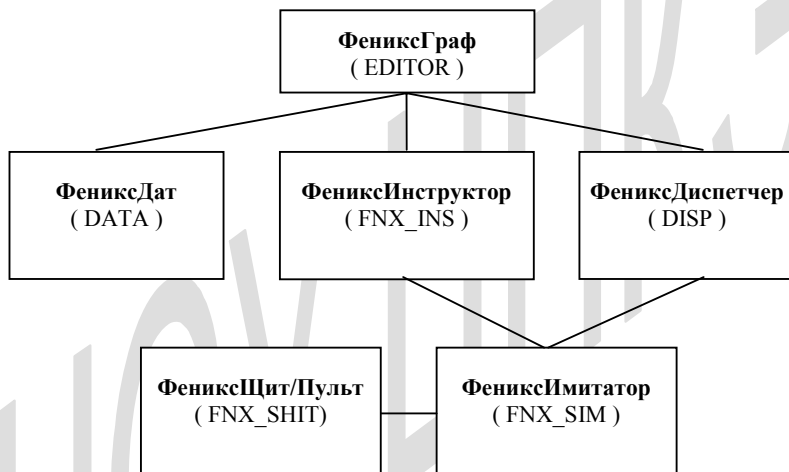 ФениксГраф
( EDITOR )
ФениксДат
( DATA )
ФениксИнструктор
( FNX_INS )
ФениксДиспетчер
( DISP )
ФениксЩит/Пульт
( FNX_SHIT)
ФениксИмитатор
( FNX_SIM )